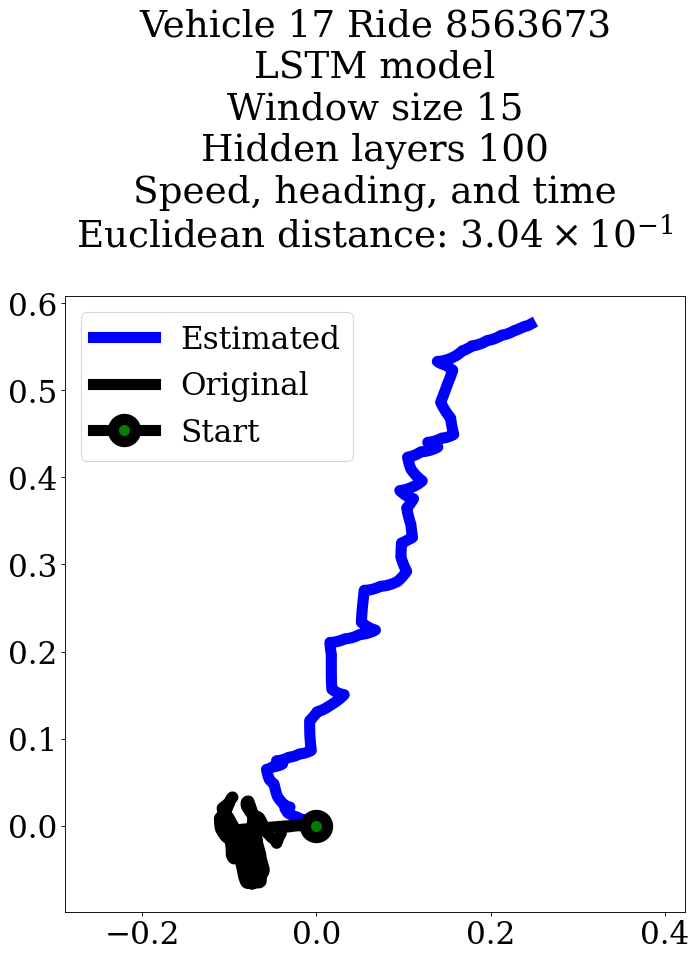 Vehicle 17 Ride 8563673
LSTM model
Window size 15
Hidden layers 100
Speed, heading, and time
Euclidean distance: 3.04 × 10⁻¹
Estimated
Original
Start
0.6
0.5
0.4
0.3
0.2
0.1
0.0
−0.2 0.0 0.2 0.4